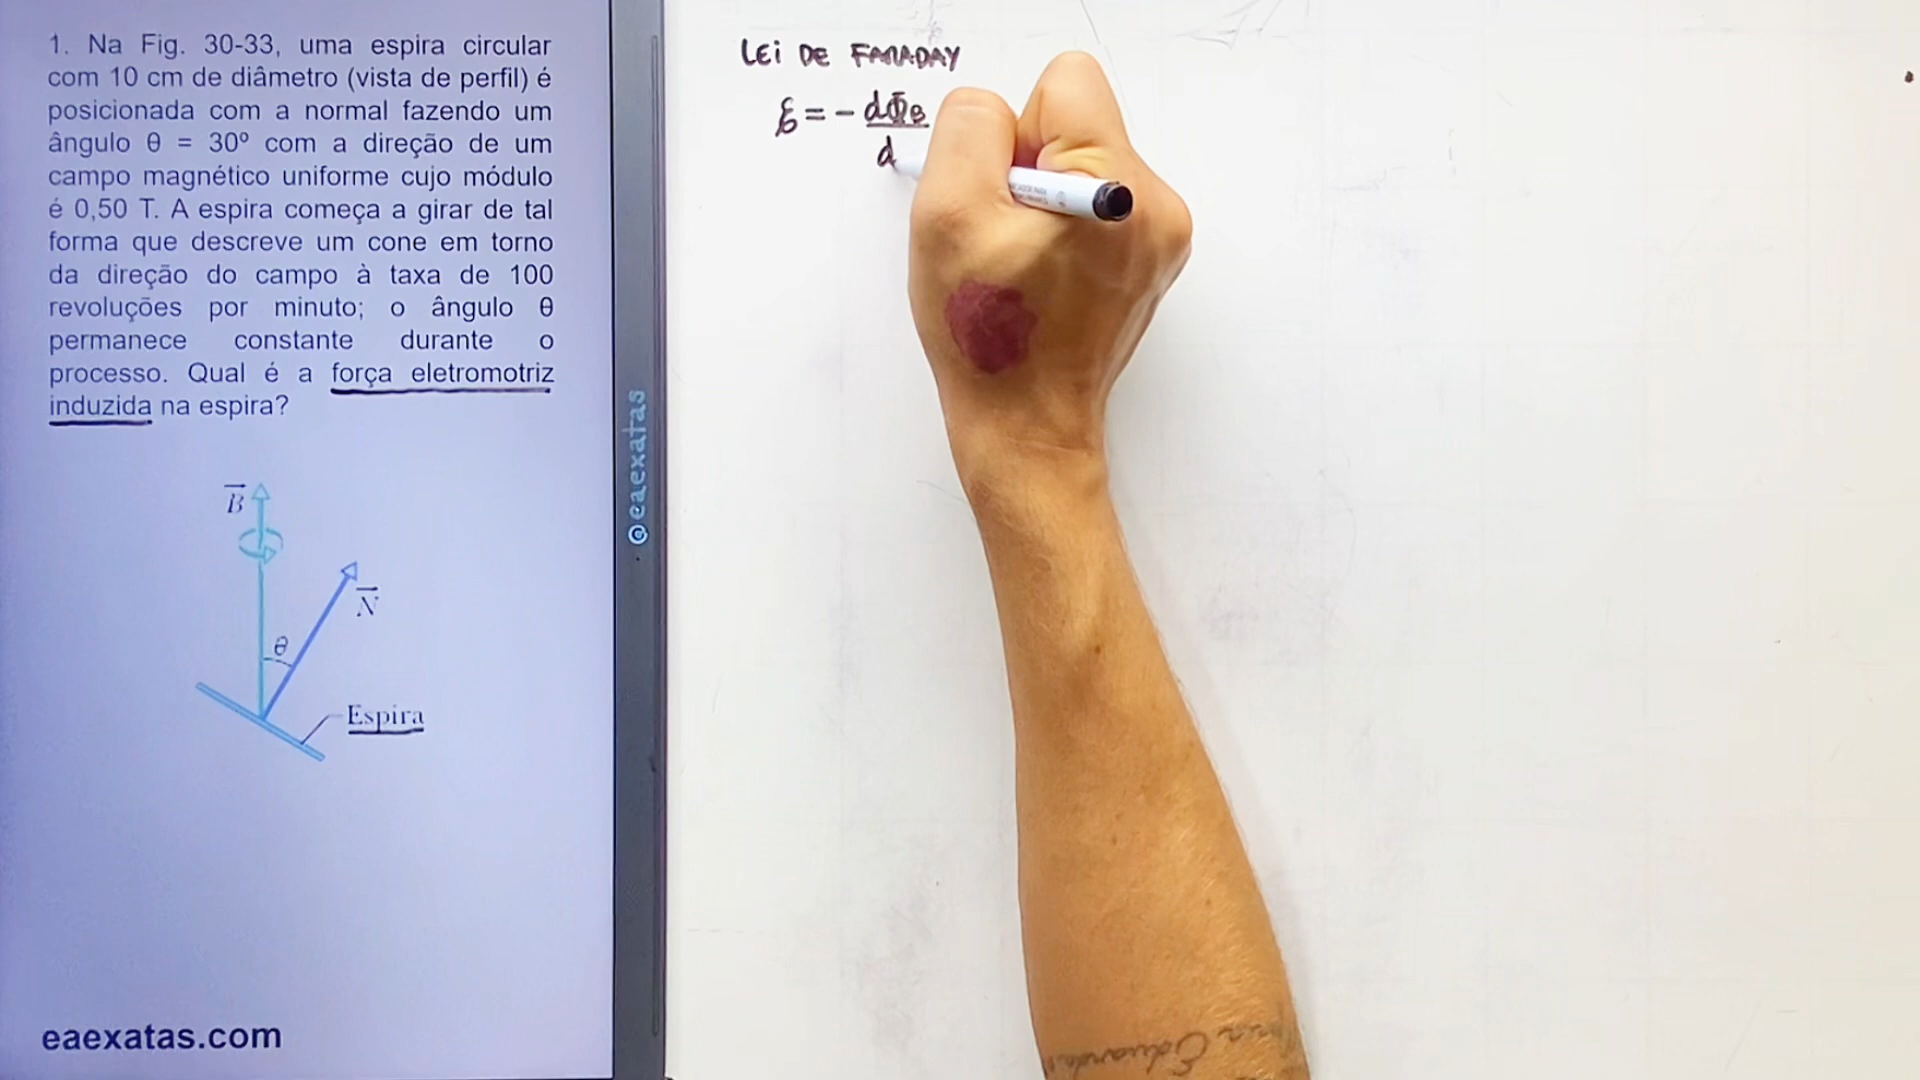 1. Na Fig. 30-33, uma espira circular
com 10 cm de diâmetro (vista de perfil) é
posicionada com a normal fazendo um
ângulo θ = 30º com a direção de um
campo magnético uniforme cujo módulo
é 0,50 T. A espira começa a girar de tal
forma que descreve um cone em torno
da direção do campo à taxa de 100
revoluções por minuto; o ângulo θ
permanece constante durante o
processo. Qual é a força eletromotriz
induzida na espira?
B
N
θ
Espira
eaexatas.com
@eaexatas
LEI DE FARADAY
ℰ = - dΦB
d